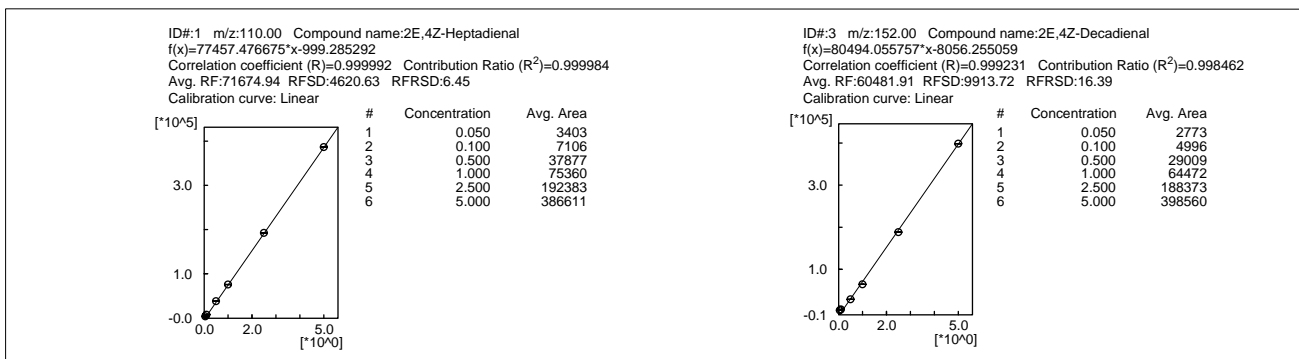 ID#:1 m/z:110.00 Compound name:2E,4Z-Heptadienal
f(x)=77457.476675*x-999.285292
Correlation coefficient (R)=0.999992 Contribution Ratio (R^2)=0.999984
Avg. RF:71674.94 RFSD:4620.63 RFRSD:6.45
Calibration curve: Linear
[*10^5]
3.0
1.0
-0.0
0.0 2.0 5.0
[*10^0]
# Concentration Avg. Area
1 0.050 3403
2 0.100 7106
3 0.500 37877
4 1.000 75360
5 2.500 192383
6 5.000 386611
ID#:3 m/z:152.00 Compound name:2E,4Z-Decadienal
f(x)=80494.055757*x-8056.255059
Correlation coefficient (R)=0.999231 Contribution Ratio (R^2)=0.998462
Avg. RF:60481.91 RFSD:9913.72 RFRSD:16.39
Calibration curve: Linear
[*10^5]
3.0
1.0
-0.1
0.0 2.0 5.0
[*10^0]
# Concentration Avg. Area
1 0.050 2773
2 0.100 4996
3 0.500 29009
4 1.000 64472
5 2.500 188373
6 5.000 398560